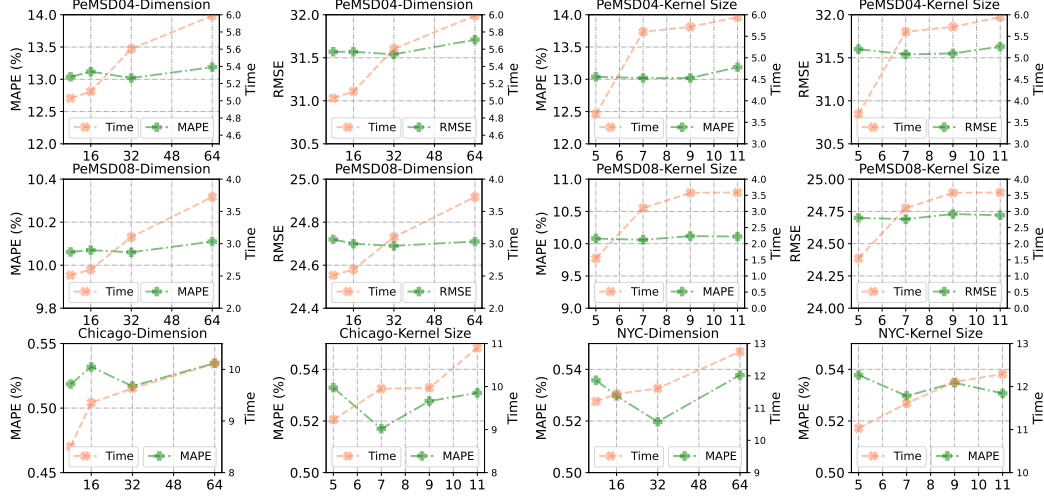 PeMSD04-Dimension
14.0
13.5
13.0
12.5
12.0
MAPE (%)
6.0
5.8
5.6
5.4
5.2
5.0
4.8
4.6
Time
Time
MAPE
16 32 48 64
PeMSD04-Dimension
32.0
31.5
31.0
30.5
RMSE
6.0
5.8
5.6
5.4
5.2
5.0
4.8
4.6
Time
Time
RMSE
16 32 48 64
PeMSD04-Kernel Size
14.0
13.5
13.0
12.5
12.0
MAPE (%)
6.0
5.5
5.0
4.5
4.0
3.5
3.0
Time
Time
MAPE
5 6 7 8 9 10 11
PeMSD04-Kernel Size
32.0
31.5
31.0
30.5
RMSE
6.0
5.5
5.0
4.5
4.0
3.5
3.0
Time
Time
RMSE
5 6 7 8 9 10 11
PeMSD08-Dimension
10.4
10.2
10.0
9.8
MAPE (%)
4.0
3.5
3.0
2.5
2.0
Time
Time
MAPE
16 32 48 64
PeMSD08-Dimension
25.0
24.8
24.6
24.4
RMSE
4.0
3.5
3.0
2.5
2.0
Time
Time
MAPE
16 32 48 64
PeMSD08-Kernel Size
11.0
10.5
10.0
9.5
9.0
MAPE (%)
4.0
3.5
3.0
2.5
2.0
1.5
1.0
0.5
0.0
Time
Time
MAPE
5 6 7 8 9 10 11
PeMSD08-Kernel Size
25.00
24.75
24.50
24.25
24.00
RMSE
4.0
3.5
3.0
2.5
2.0
1.5
1.0
0.5
0.0
Time
Time
RMSE
5 6 7 8 9 10 11
Chicago-Dimension
0.55
0.50
0.45
MAPE (%)
10
9
8
Time
Time
MAPE
16 32 48 64
Chicago-Kernel Size
0.54
0.52
0.50
MAPE (%)
11
10
9
8
Time
Time
MAPE
5 6 7 8 9 10 11
NYC-Dimension
0.54
0.52
0.50
MAPE (%)
13
12
11
10
9
Time
Time
MAPE
16 32 48 64
NYC-Kernel Size
0.54
0.52
0.50
MAPE (%)
13
12
11
10
Time
Time
MAPE
5 6 7 8 9 10 11